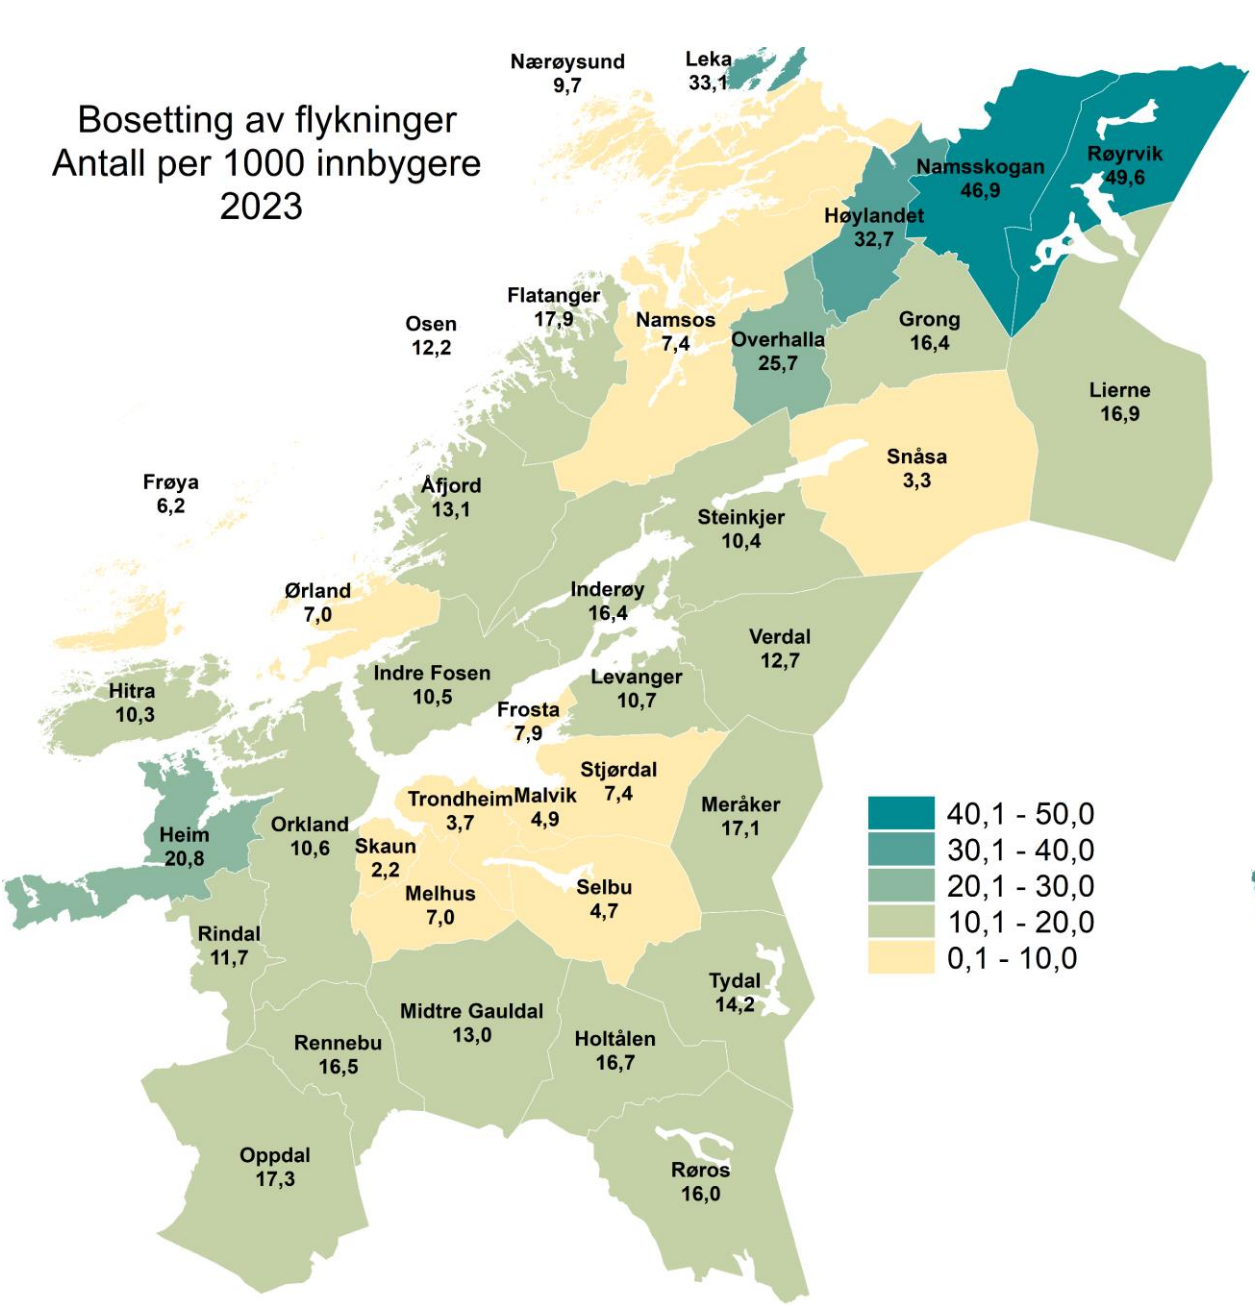 Bosetting av flykninger
Antall per 1000 innbygere
2023
Nærøysund
9,7
Leka
33,1
Namsskogan
46,9
Røyrvik
49,6
Høylandet
32,7
Flatanger
17,9
Osen
12,2
Namsos
7,4
Overhalla
25,7
Grong
16,4
Lierne
16,9
Snåsa
3,3
Frøya
6,2
Åfjord
13,1
Steinkjer
10,4
Ørland
7,0
Inderøy
16,4
Verdal
12,7
Indre Fosen
10,5
Levanger
10,7
Hitra
10,3
Frosta
7,9
Stjørdal
7,4
Trondheim
3,7
Malvik
4,9
Meråker
17,1
Heim
20,8
Orkland
10,6
Skaun
2,2
Melhus
7,0
Selbu
4,7
Rindal
11,7
Tydal
14,2
Midtre Gauldal
13,0
Holtålen
16,7
Rennebu
16,5
Oppdal
17,3
Røros
16,0
40,1 - 50,0
30,1 - 40,0
20,1 - 30,0
10,1 - 20,0
0,1 - 10,0